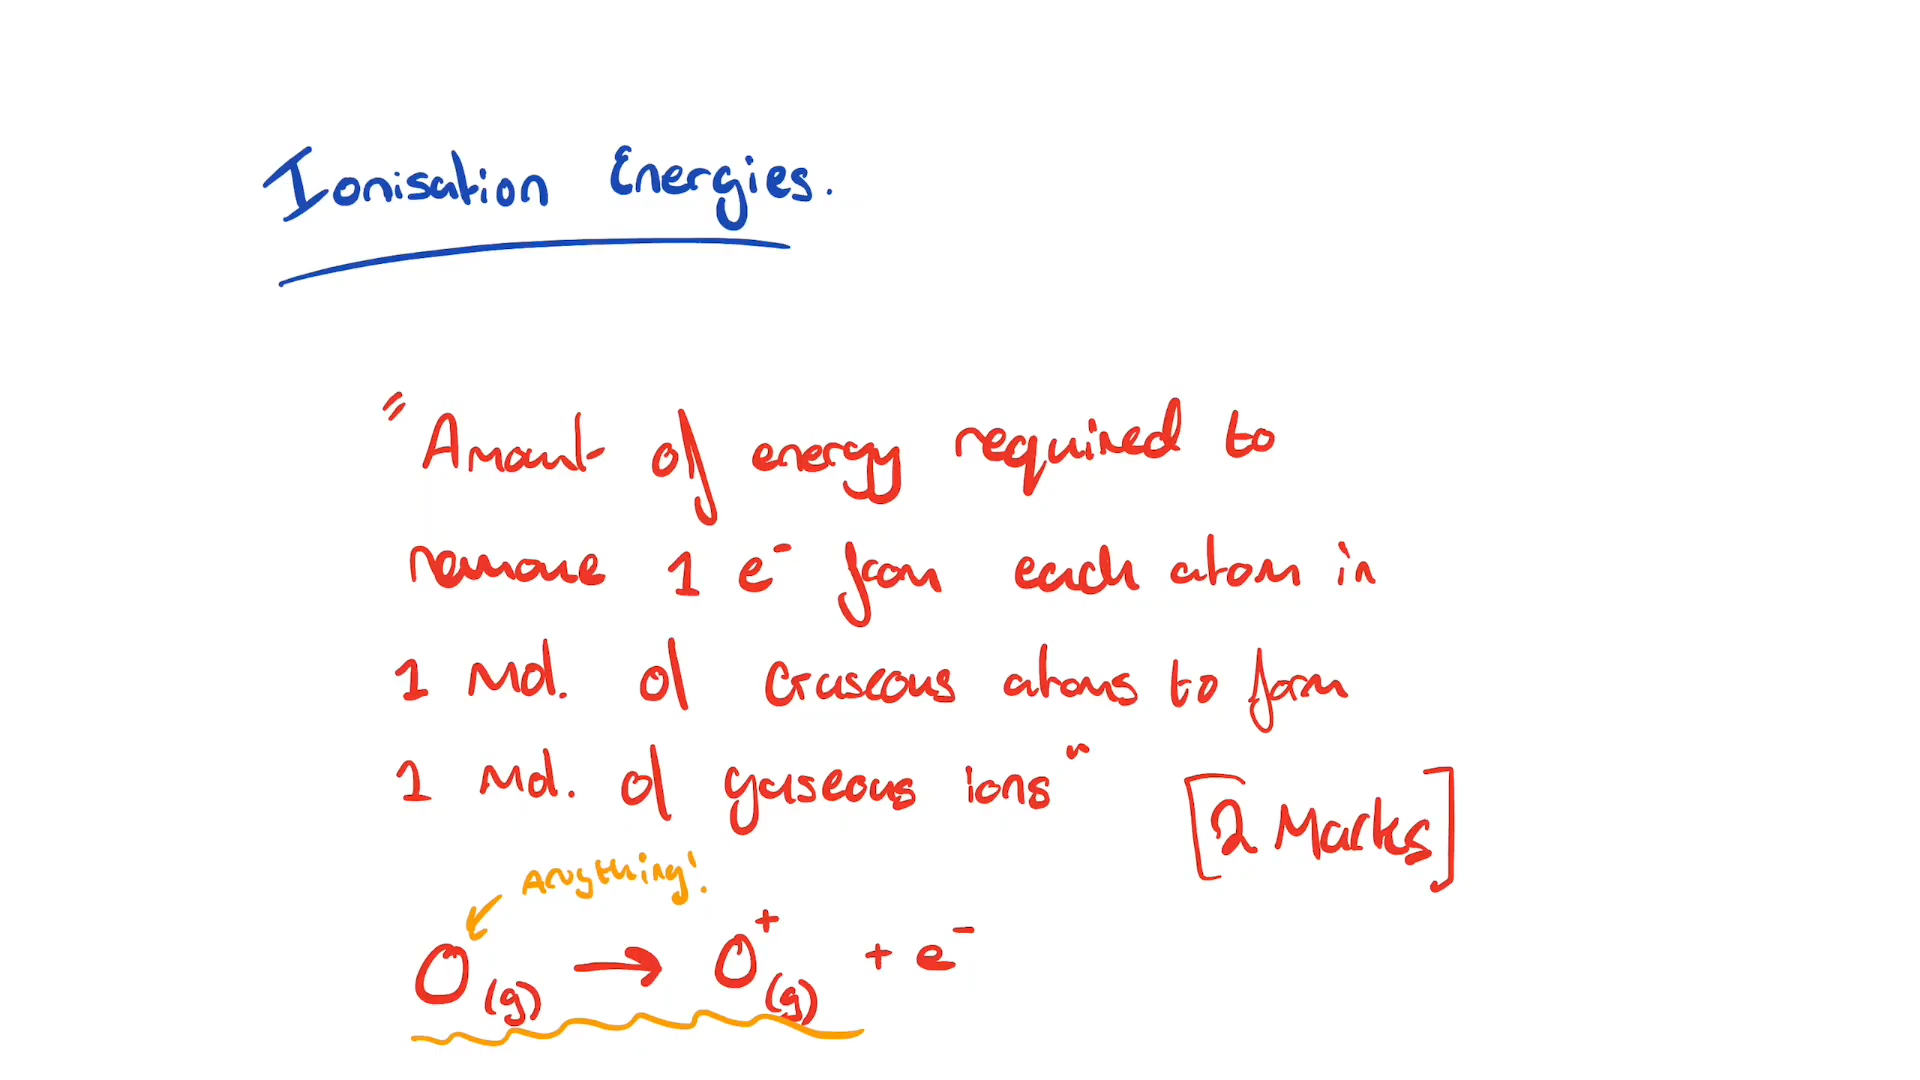 Ionisation Energies.
"Amount of energy required to
remove 1 e⁻ from each atom in
1 Mol. of Gaseous atoms to form
1 Mol. of gaseous ions"
[2 Marks]
Anything!
O(g) → O⁺(g) + e⁻